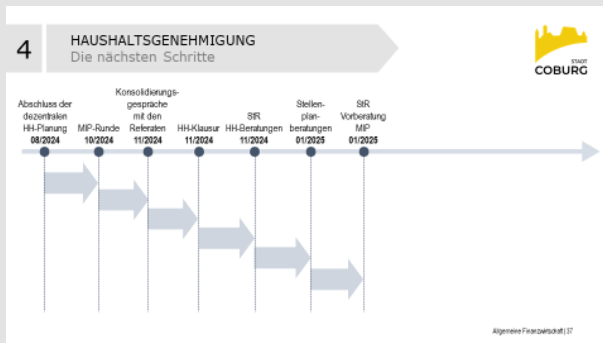 4
HAUSHALTSGENEHMIGUNG
Die nächsten Schritte
STADT
COBURG
Abschluss der
dezentralen
HH-Planung
08/2024
MIP-Runde
10/2024
Konsolidierungs-
gespräche
mit den
Referaten
11/2024
HH-Klausur
11/2024
StR
HH-Beratungen
11/2024
Stellen-
plan-
beratungen
01/2025
StR
Vorberatung
MIP
01/2025
Allgemeine Finanzwirtschaft | 37